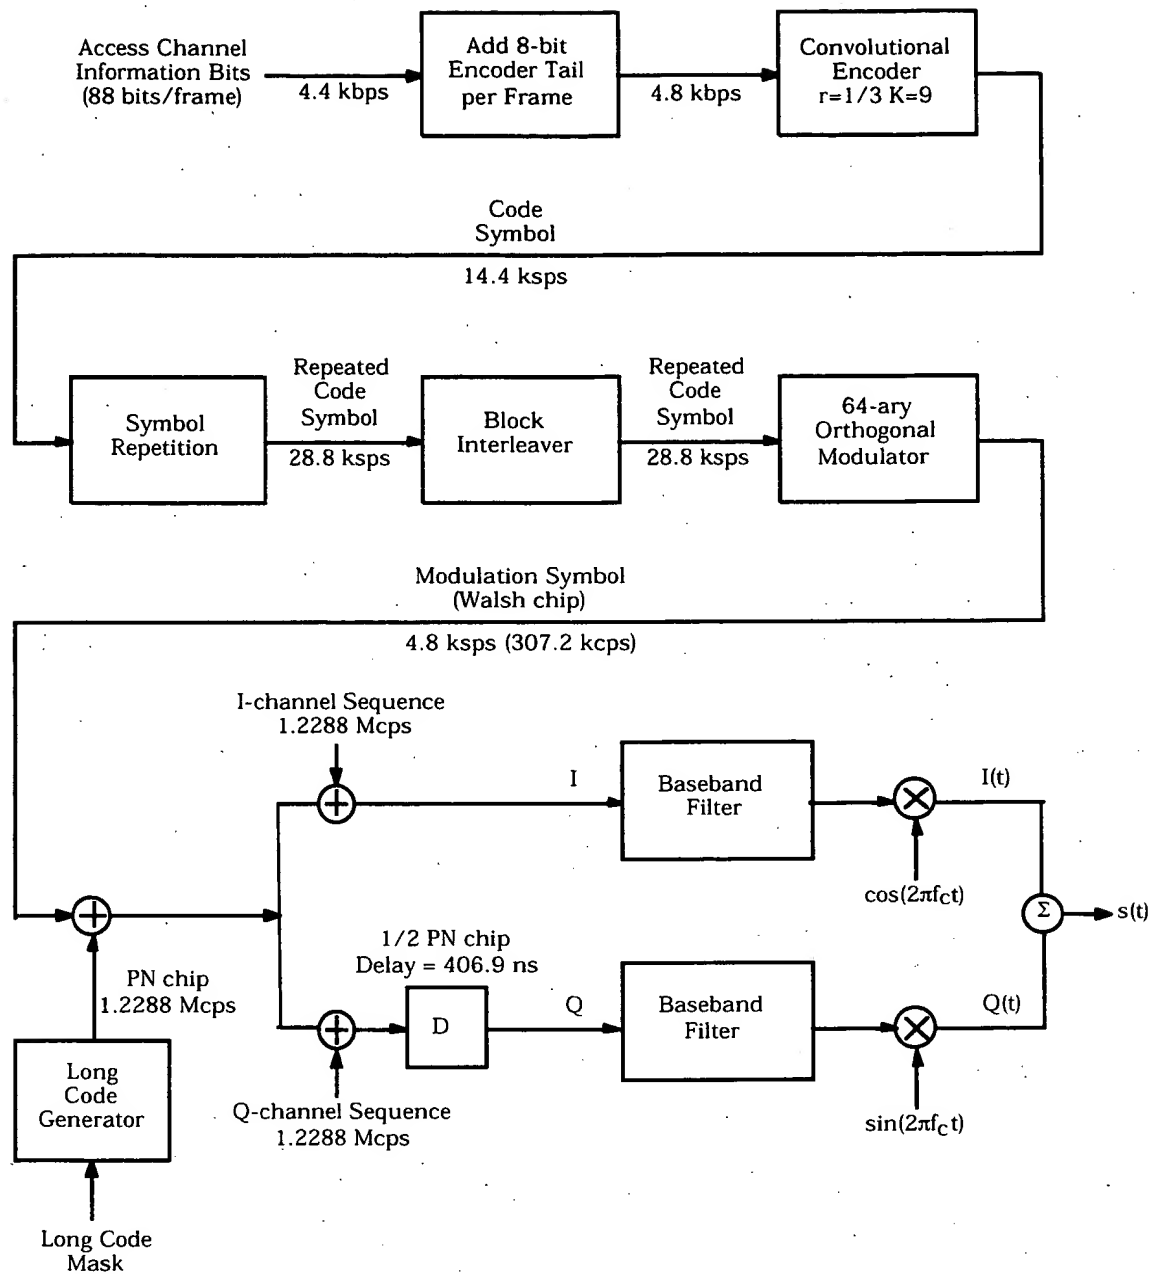 Access Channel
Information Bits
(88 bits/frame)
4.4 kbps
Add 8-bit
Encoder Tail
per Frame
4.8 kbps
Convolutional
Encoder
r=1/3 K=9
Code
Symbol
14.4 ksps
Symbol
Repetition
Repeated
Code
Symbol
28.8 ksps
Block
Interleaver
Repeated
Code
Symbol
28.8 ksps
64-ary
Orthogonal
Modulator
Modulation Symbol
(Walsh chip)
4.8 ksps (307.2 kcps)
I-channel Sequence
1.2288 Mcps
I
Baseband
Filter
I(t)
cos(2πfct)
Σ
s(t)
PN chip
1.2288 Mcps
1/2 PN chip
Delay = 406.9 ns
D
Q
Baseband
Filter
Q(t)
sin(2πfct)
Q-channel Sequence
1.2288 Mcps
Long
Code
Generator
Long Code
Mask